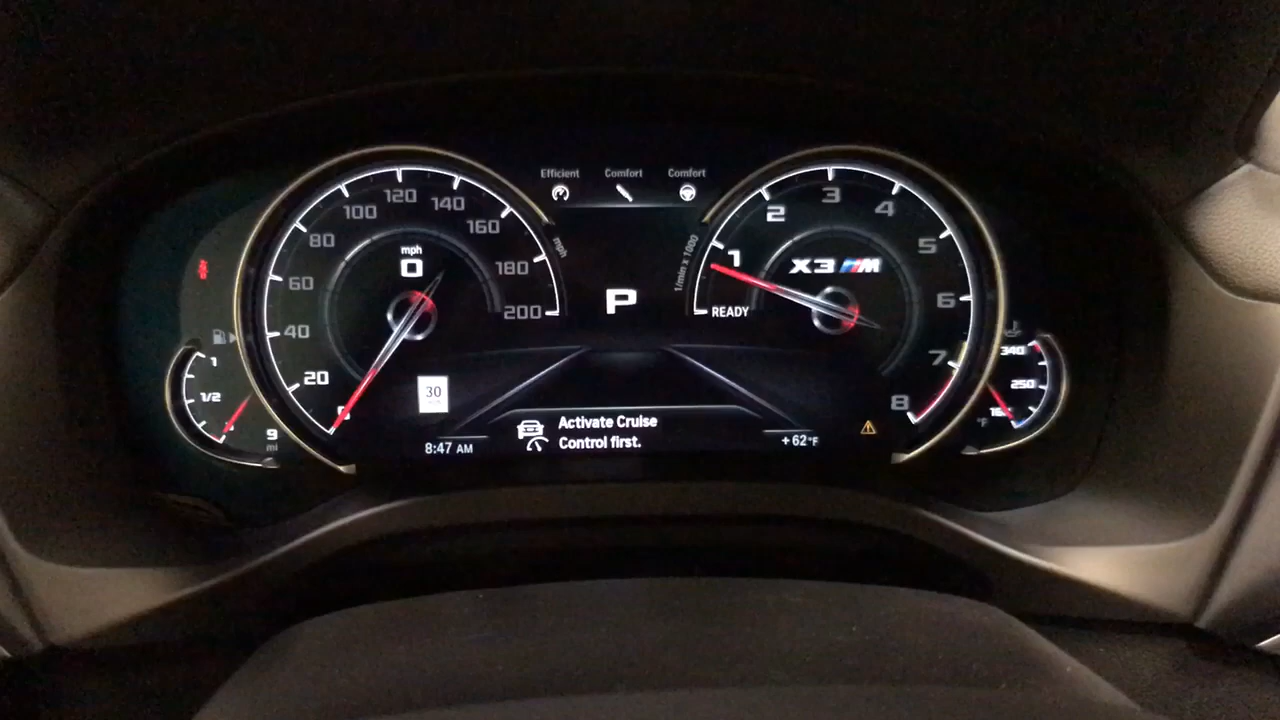 Efficient Comfort Comfort
20
40
60
80
100
120
140
160
180
200
mph
mph
0
P
1/min x 1000
READY
1
2
3
4
5
6
7
8
X3 M
1
1/2
9
mi
340
250
°F
30
8:47 AM
Activate Cruise
Control first.
+62°F